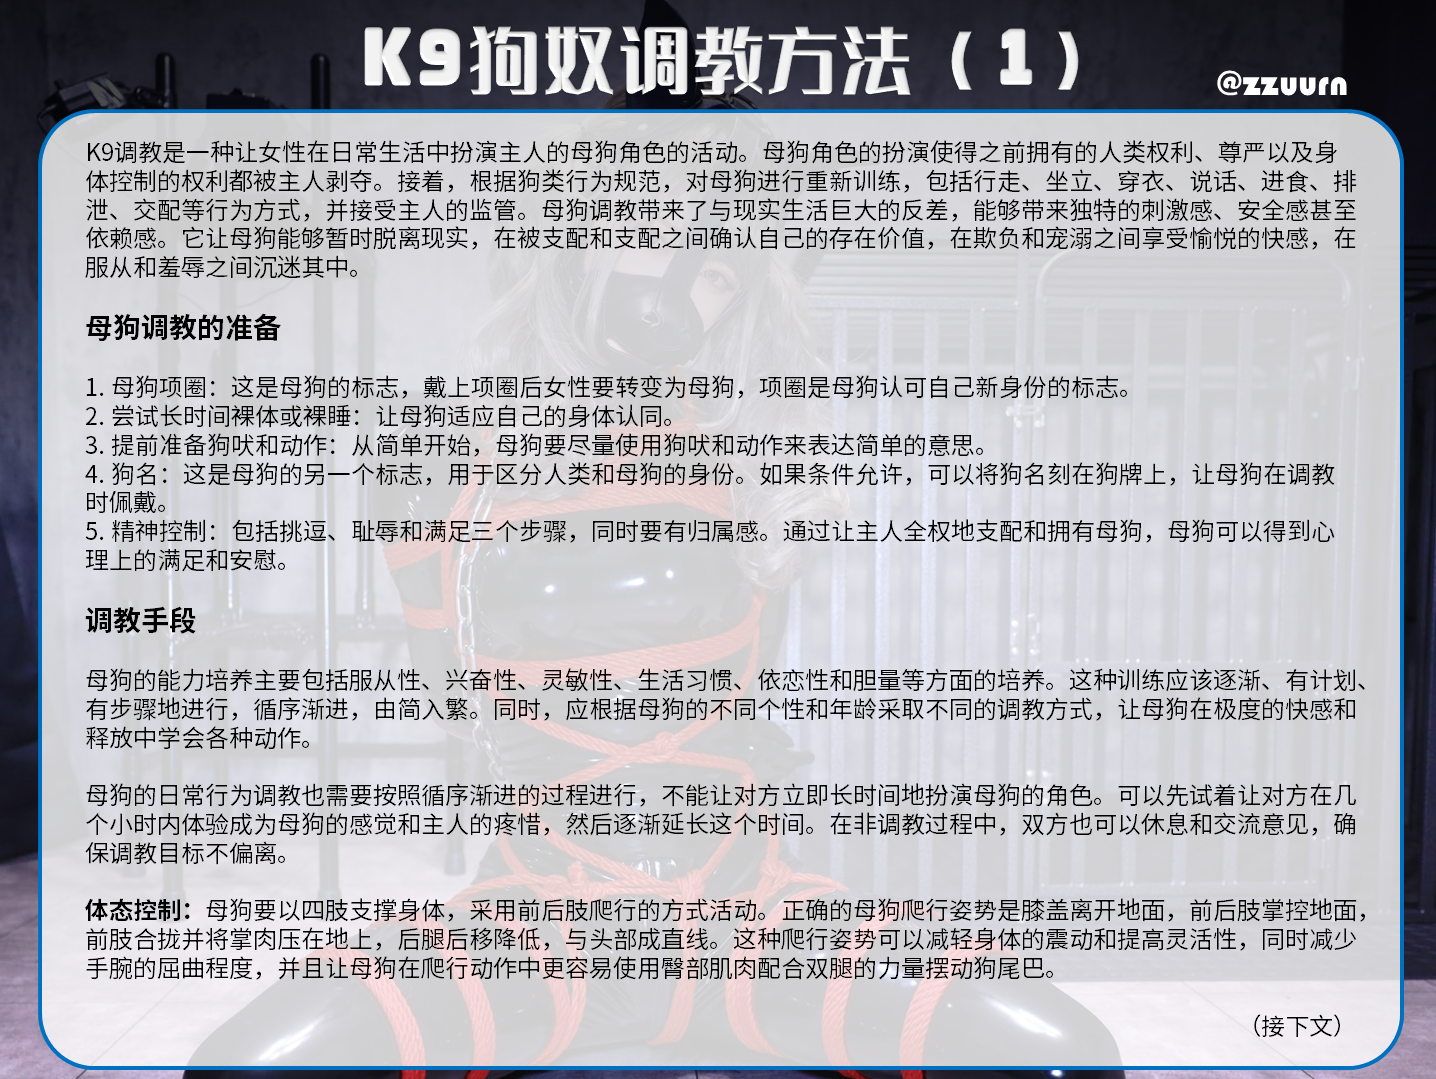 K9狗奴调教方法（1）
@zzuurn
K9调教是一种让女性在日常生活中扮演主人的母狗角色的活动。母狗角色的扮演使得之前拥有的人类权利、尊严以及身
体控制的权利都被主人剥夺。接着，根据狗类行为规范，对母狗进行重新训练，包括行走、坐立、穿衣、说话、进食、排
泄、交配等行为方式，并接受主人的监管。母狗调教带来了与现实生活巨大的反差，能够带来独特的刺激感、安全感甚至
依赖感。它让母狗能够暂时脱离现实，在被支配和支配之间确认自己的存在价值，在欺负和宠溺之间享受愉悦的快感，在
服从和羞辱之间沉迷其中。
母狗调教的准备
1. 母狗项圈：这是母狗的标志，戴上项圈后女性要转变为母狗，项圈是母狗认可自己新身份的标志。
2. 尝试长时间裸体或裸睡：让母狗适应自己的身体认同。
3. 提前准备狗吠和动作：从简单开始，母狗要尽量使用狗吠和动作来表达简单的意思。
4. 狗名：这是母狗的另一个标志，用于区分人类和母狗的身份。如果条件允许，可以将狗名刻在狗牌上，让母狗在调教
时佩戴。
5. 精神控制：包括挑逗、耻辱和满足三个步骤，同时要有归属感。通过让主人全权地支配和拥有母狗，母狗可以得到心
理上的满足和安慰。
调教手段
母狗的能力培养主要包括服从性、兴奋性、灵敏性、生活习惯、依恋性和胆量等方面的培养。这种训练应该逐渐、有计划、
有步骤地进行，循序渐进，由简入繁。同时，应根据母狗的不同个性和年龄采取不同的调教方式，让母狗在极度的快感和
释放中学会各种动作。
母狗的日常行为调教也需要按照循序渐进的过程进行，不能让对方立即长时间地扮演母狗的角色。可以先试着让对方在几
个小时内体验成为母狗的感觉和主人的疼惜，然后逐渐延长这个时间。在非调教过程中，双方也可以休息和交流意见，确
保调教目标不偏离。
体态控制：母狗要以四肢支撑身体，采用前后肢爬行的方式活动。正确的母狗爬行姿势是膝盖离开地面，前后肢掌控地面，
前肢合拢并将掌肉压在地上，后腿后移降低，与头部成直线。这种爬行姿势可以减轻身体的震动和提高灵活性，同时减少
手腕的屈曲程度，并且让母狗在爬行动作中更容易使用臀部肌肉配合双腿的力量摆动狗尾巴。
（接下文）